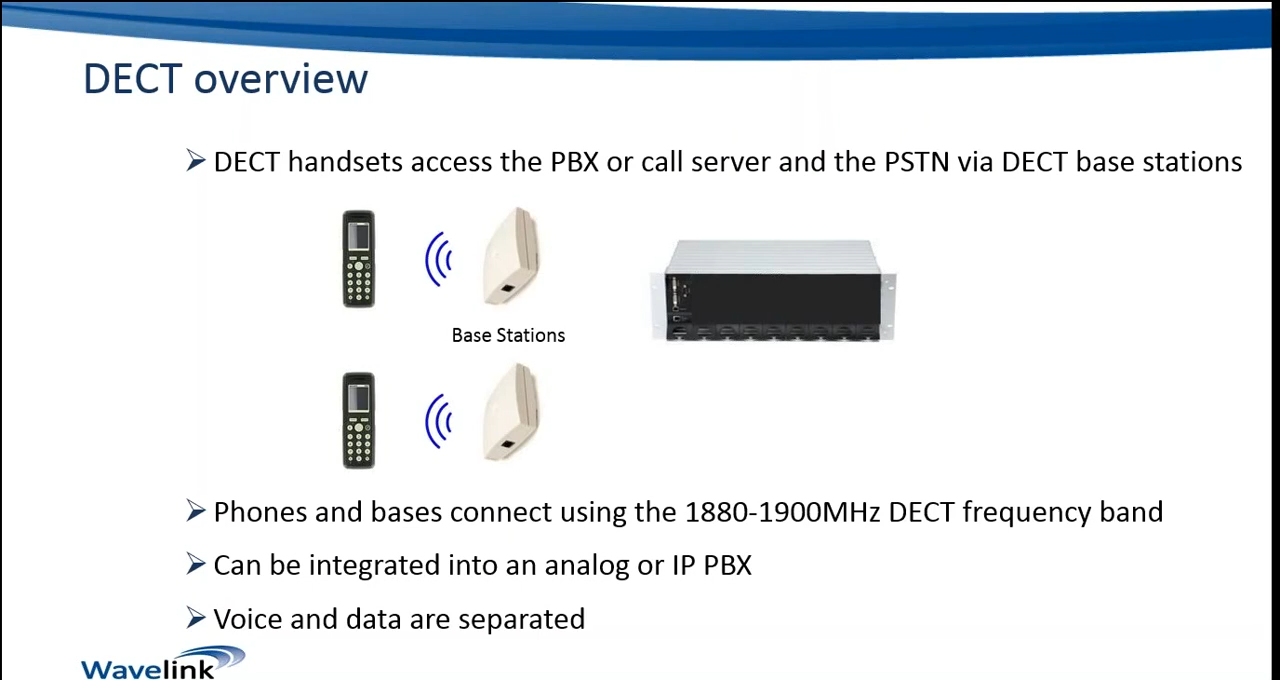 DECT overview
DECT handsets access the PBX or call server and the PSTN via DECT base stations
Base Stations
Phones and bases connect using the 1880-1900MHz DECT frequency band
Can be integrated into an analog or IP PBX
Voice and data are separated
Wavelink